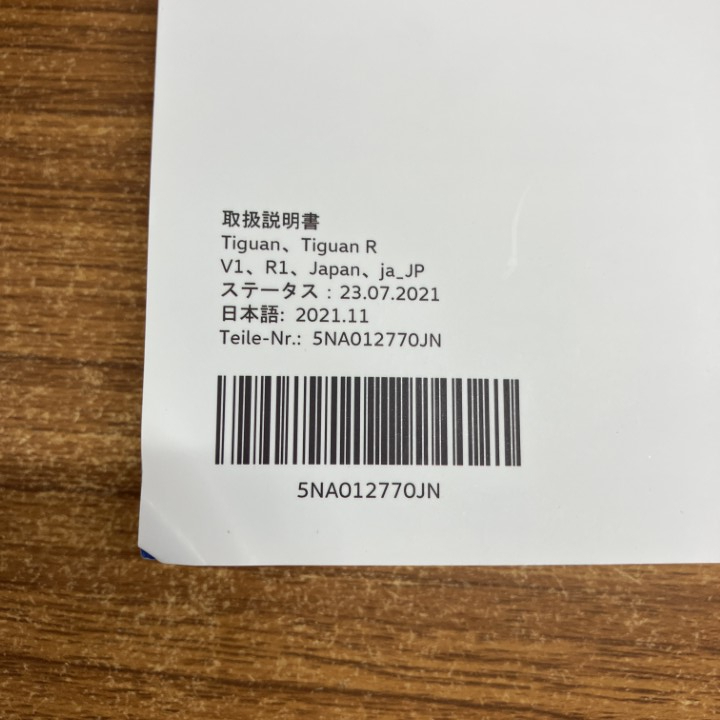 取扱説明書
Tiguan、Tiguan R
V1、R1、Japan、ja_JP
ステータス：23.07.2021
日本語: 2021.11
Teile-Nr.: 5NA012770JN
5NA012770JN